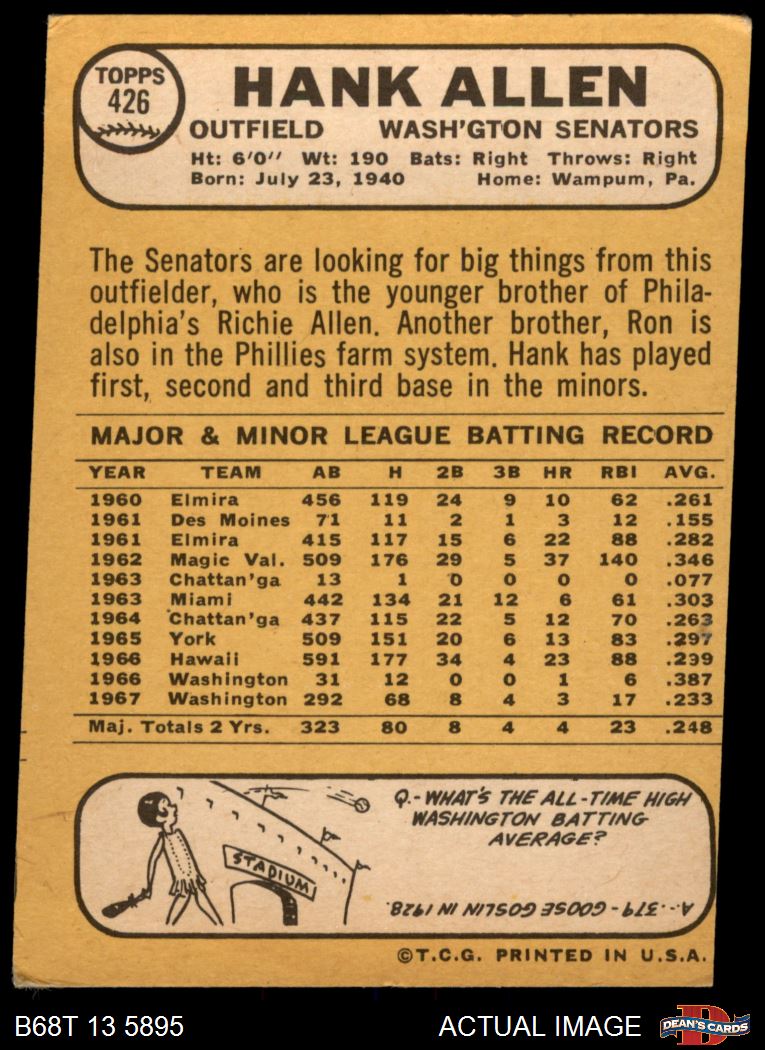 TOPPS
426
HANK ALLEN
OUTFIELD WASH'GTON SENATORS
Ht: 6'0" Wt: 190 Bats: Right Throws: Right
Born: July 23, 1940 Home: Wampum, Pa.
The Senators are looking for big things from this
outfielder, who is the younger brother of Phila-
delphia's Richie Allen. Another brother, Ron is
also in the Phillies farm system. Hank has played
first, second and third base in the minors.
MAJOR & MINOR LEAGUE BATTING RECORD
YEAR TEAM AB H 2B 3B HR RBI AVG.
1960 Elmira 456 119 24 9 10 62 .261
1961 Des Moines 71 11 2 1 3 12 .155
1961 Elmira 415 117 15 6 22 88 .282
1962 Magic Val. 509 176 29 5 37 140 .346
1963 Chattan'ga 13 1 0 0 0 0 .077
1963 Miami 442 134 21 12 6 61 .303
1964 Chattan'ga 437 115 22 5 12 70 .263
1965 York 509 151 20 6 13 83 .297
1966 Hawaii 591 177 34 4 23 88 .299
1966 Washington 31 12 0 0 1 6 .387
1967 Washington 292 68 8 4 3 17 .233
Maj. Totals 2 Yrs. 323 80 8 4 4 23 .248
Q.-WHAT'S THE ALL-TIME HIGH
WASHINGTON BATTING
AVERAGE?
STADIUM
A.-.379 - GOOSE GOSLIN IN 1928.
©T.C.G. PRINTED IN U.S.A.
B68T 13 5895 ACTUAL IMAGE DEAN'S CARDS